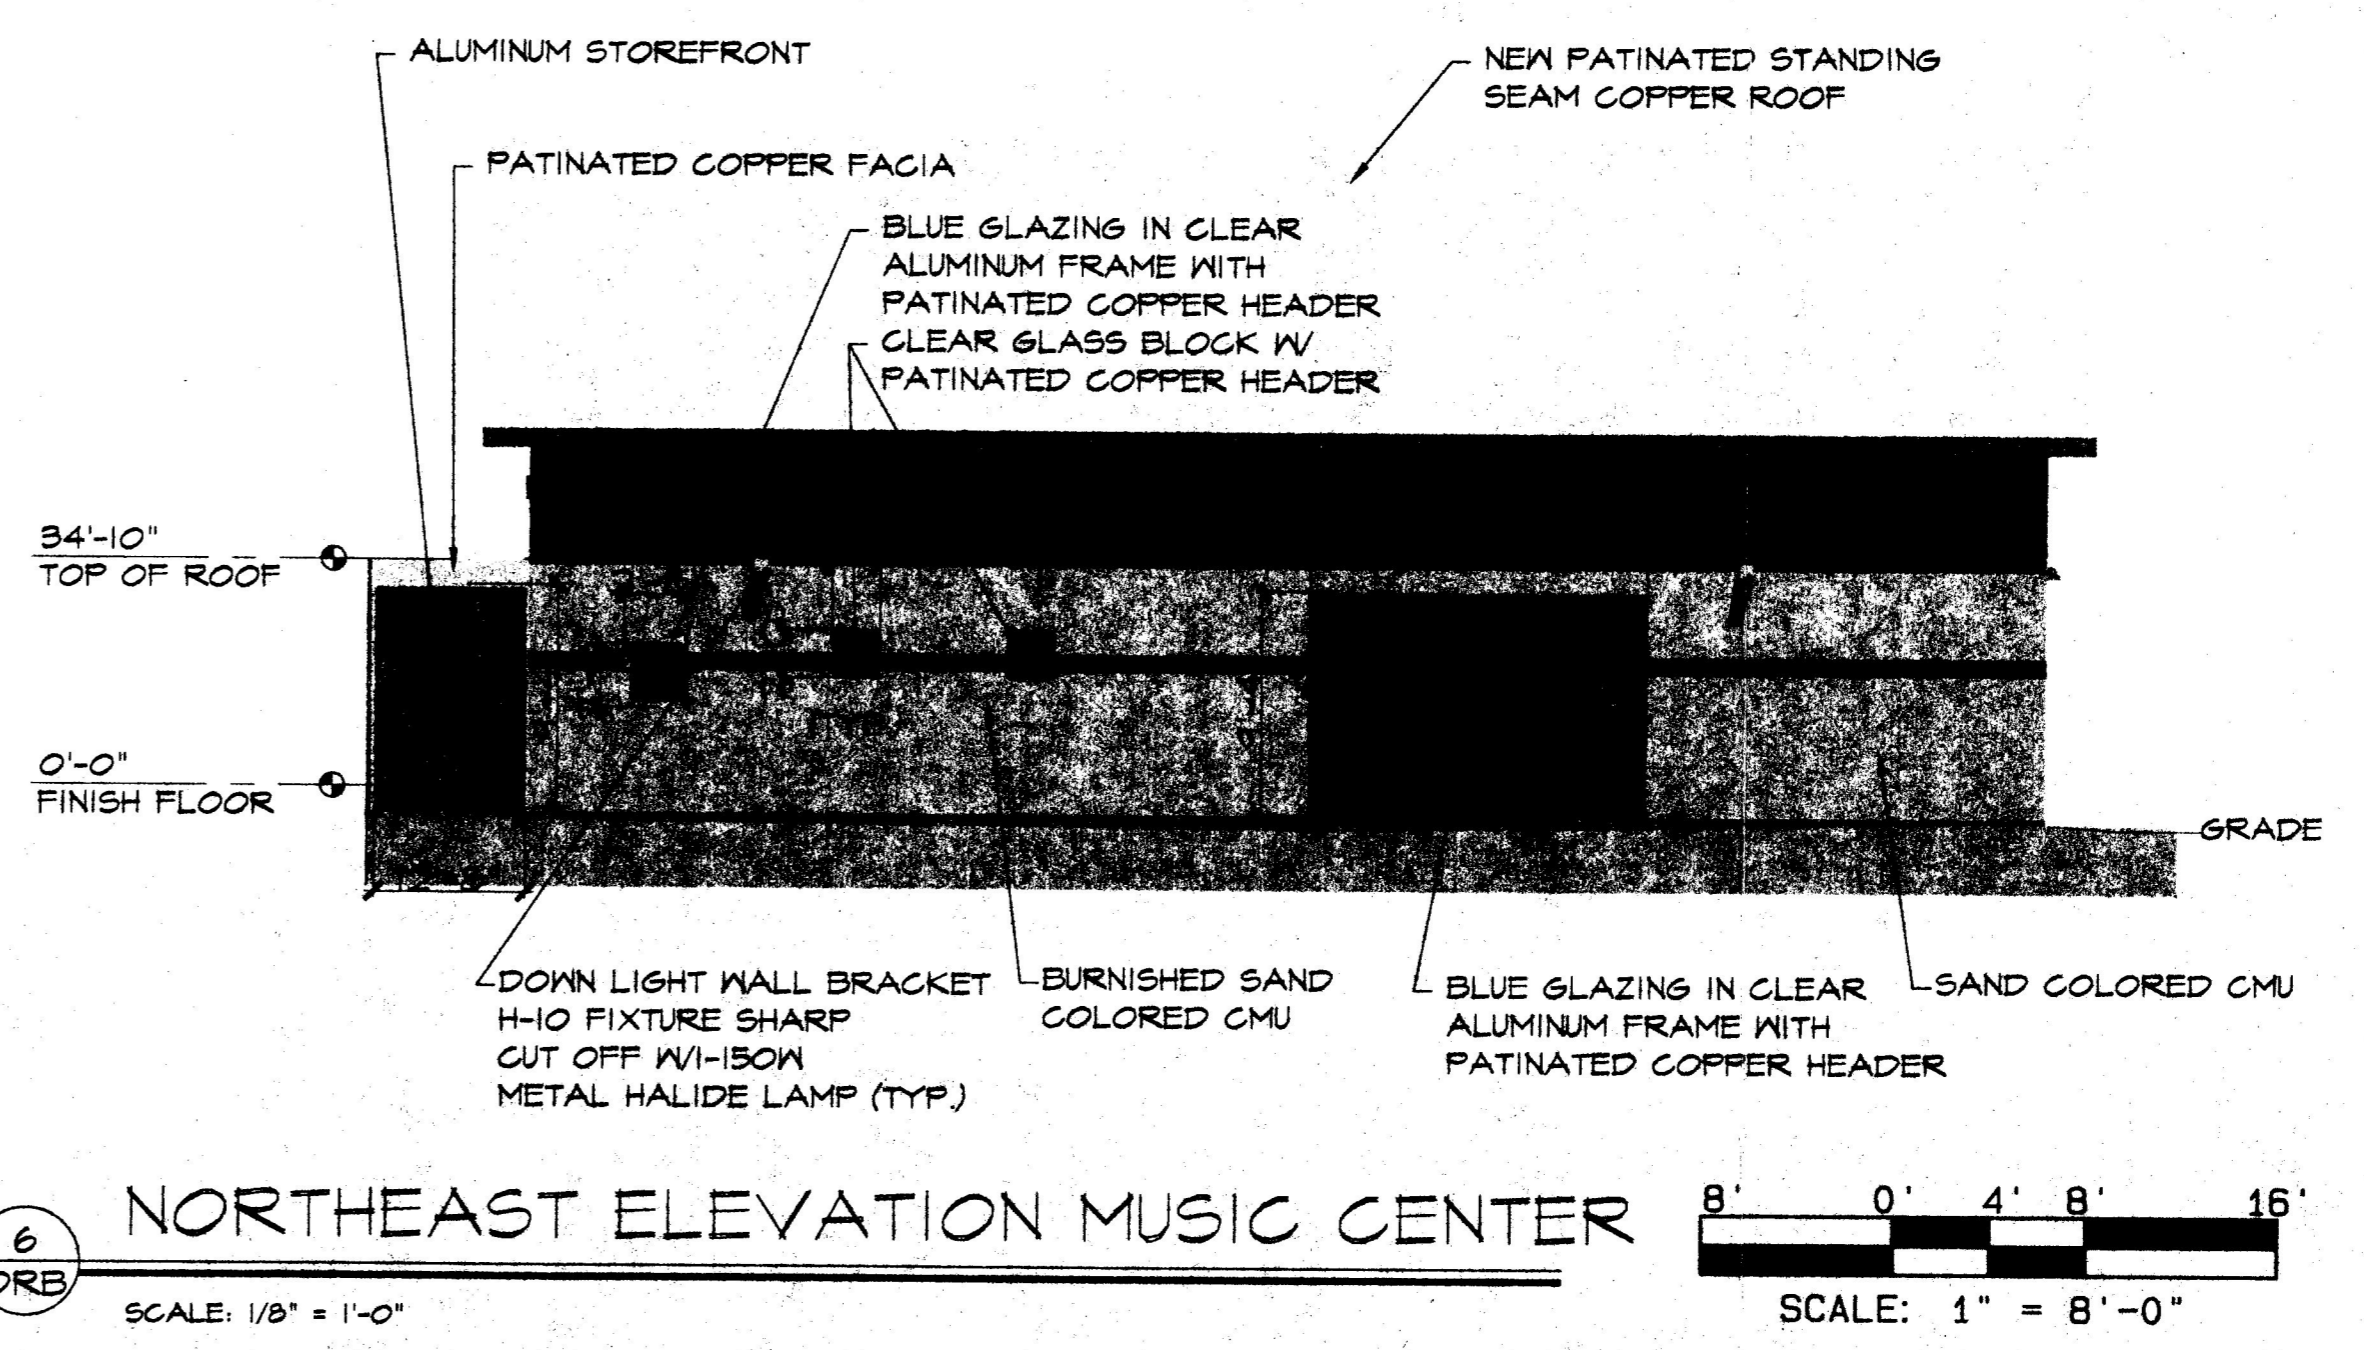 ALUMINUM STOREFRONT
NEW PATINATED STANDING
SEAM COPPER ROOF
PATINATED COPPER FACIA
BLUE GLAZING IN CLEAR
ALUMINUM FRAME WITH
PATINATED COPPER HEADER
CLEAR GLASS BLOCK W/
PATINATED COPPER HEADER
34'-10"
TOP OF ROOF
0'-0"
FINISH FLOOR
GRADE
DOWN LIGHT WALL BRACKET
H-10 FIXTURE SHARP
CUT OFF W/1-150W
METAL HALIDE LAMP (TYP.)
BURNISHED SAND
COLORED CMU
BLUE GLAZING IN CLEAR
ALUMINUM FRAME WITH
PATINATED COPPER HEADER
SAND COLORED CMU
6
DRB
NORTHEAST ELEVATION MUSIC CENTER
SCALE: 1/8" = 1'-0"
8' 0' 4' 8' 16'
SCALE: 1" = 8'-0"